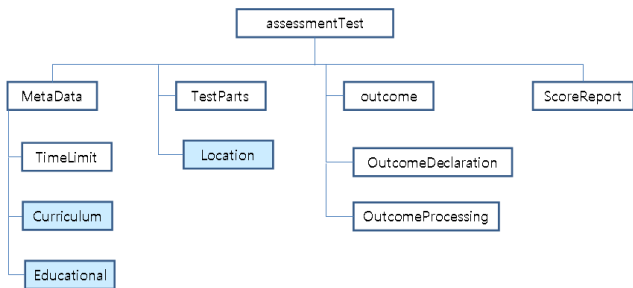 assessmentTest
MetaData
TestParts
outcome
ScoreReport
TimeLimit
Location
OutcomeDeclaration
Curriculum
OutcomeProcessing
Educational